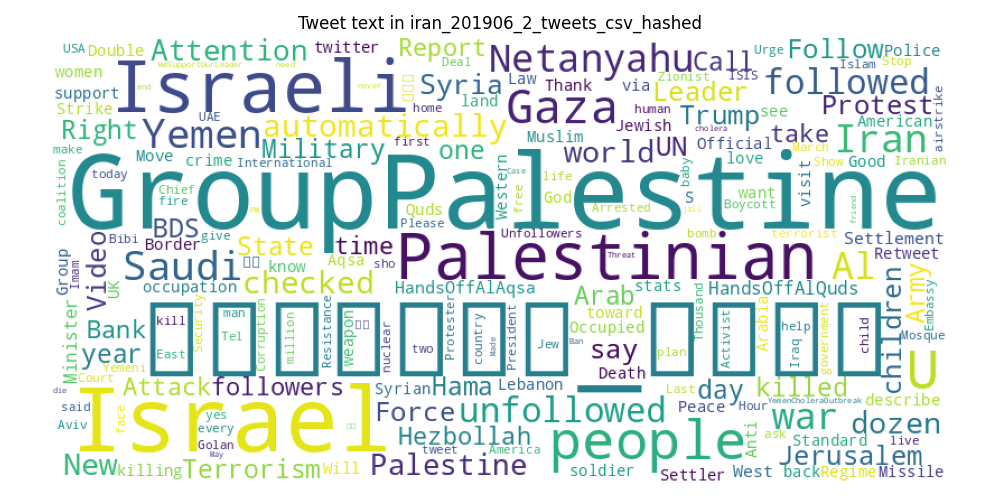 Tweet text in iran_201906_2_tweets_csv_hashed
USA Double Attention twitter Report Netanyahu Call Urge Follow Police
WeSupportOurLeader need Deal Islam Stop
women Israeli Syria Law Thank via ISIS Zionist followed
support end never Gaza Leader Protest airstrike
Strike UAE home land human Trump see American
Right Yemen automatically first Muslim Jewish cholera Official take Iran
make Move crime Military one world UN March Show Good Iranian
today International Western Case life love visit
coalition GroupPalestine
Chief fire free God Arrested baby S want Boycott jail friend
BDS Quds Please Unfollowers bomb terrorist
Bibi Border give State time Palestinian Settlement
Group Imam Video Saudi know Aqsa sho Threat Al Retweet
UK occupation checked HandsOffAlAqsa Arab stats HandsOffAlQuds Army Embassy
Minister Bank kill man Security Corruption million Resistance weapon nuclear Protester country President toward Occupied Thousand Arabia government help children Mosque
year East Tel two Made Jew Ban say plan Activist Iraq child U
Yemeni Death
Court Attack followers Syrian Hama Lebanon Last day killed describe
die said face yes Force unfollowed Peace Hour YemenCholeraOutbreak
Aviv Israel every Hezbollah people Anti ask war Standard dozen
Golan May tweet America live Jerusalem
New killing Terrorism Will Palestine soldier Settler West back Regime Missile